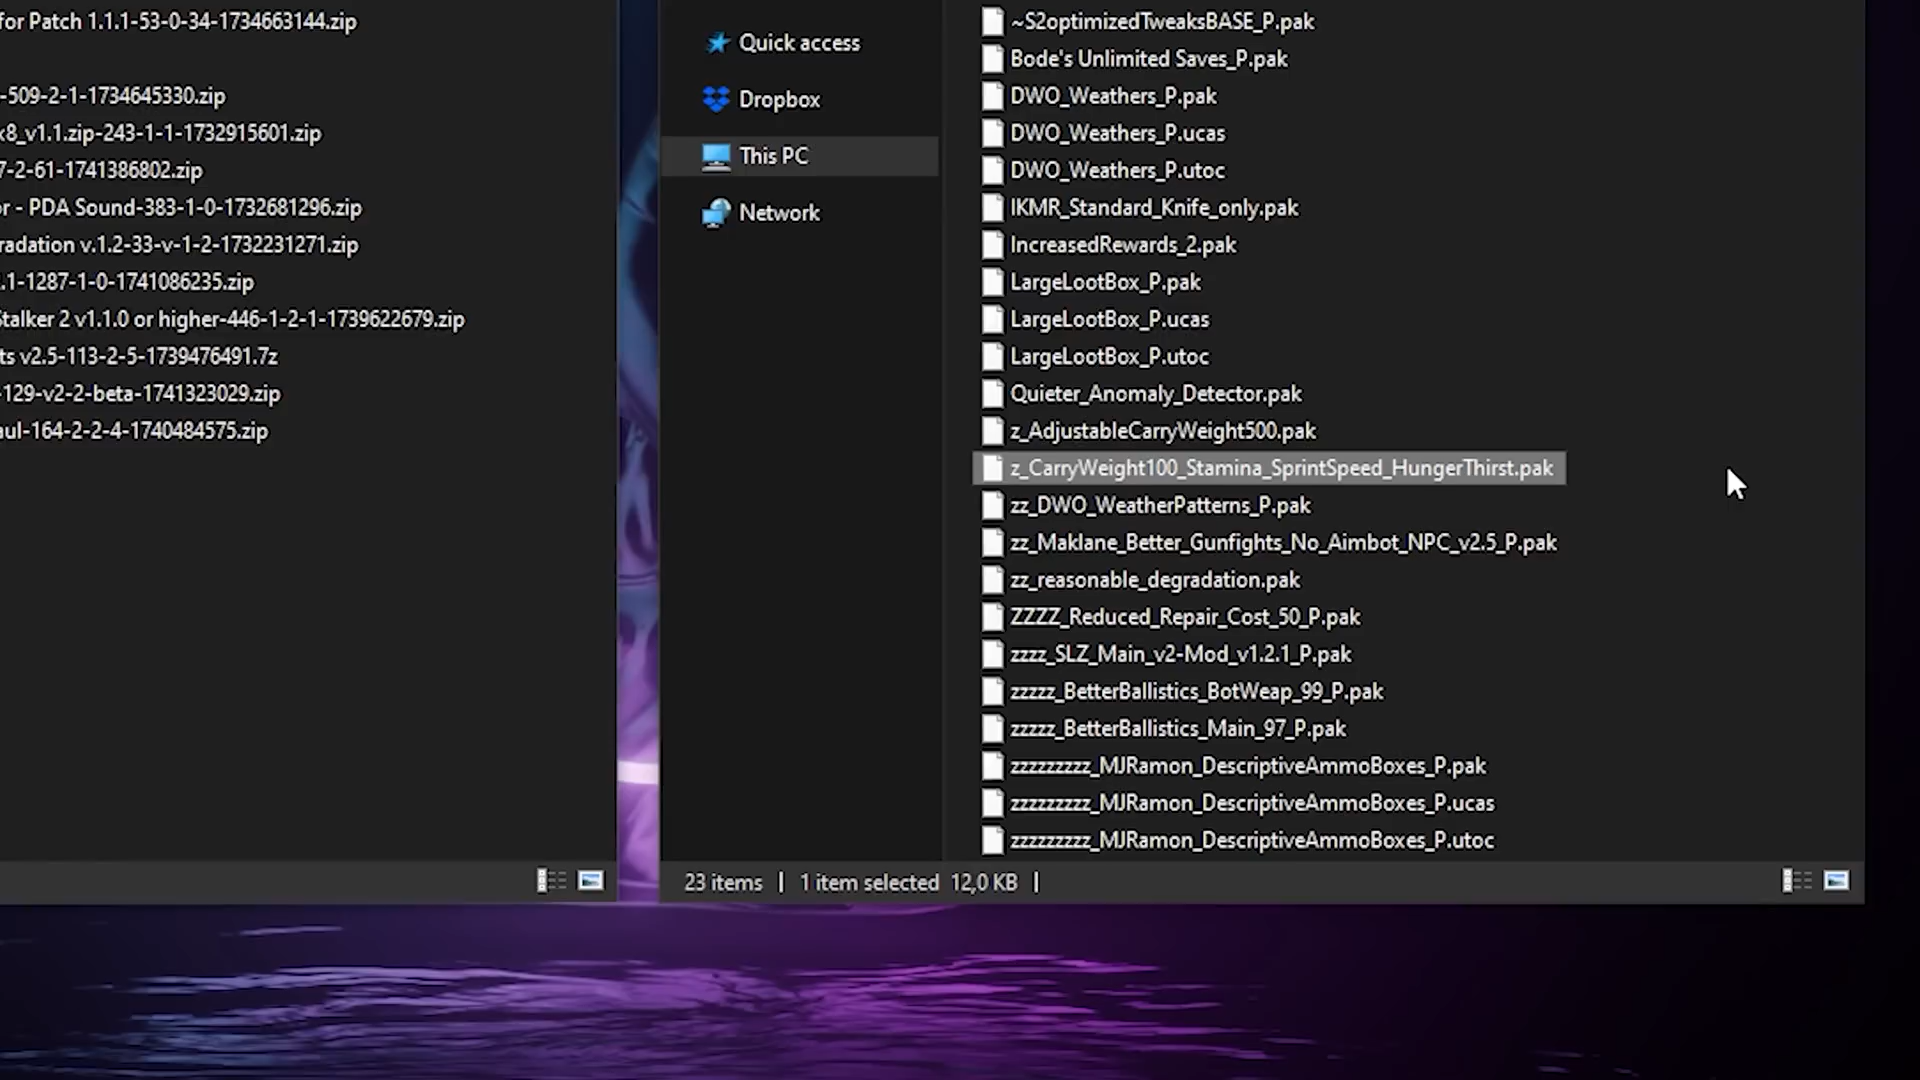 for Patch 1.1.1-53-0-34-1734663144.zip
-509-2-1-1734645330.zip
x8_v1.1.zip-243-1-1-1732915601.zip
7-2-61-1741386802.zip
or - PDA Sound-383-1-0-1732681296.zip
radation v.1.2-33-v-1-2-1732231271.zip
.1-1287-1-0-1741086235.zip
Stalker 2 v1.1.0 or higher-446-1-2-1-1739622679.zip
ts v2.5-113-2-5-1739476491.7z
-129-v2-2-beta-1741323029.zip
aul-164-2-2-4-1740484575.zip
Quick access
Dropbox
This PC
Network
~S2optimizedTweaksBASE_P.pak
Bode's Unlimited Saves_P.pak
DWO_Weathers_P.pak
DWO_Weathers_P.ucas
DWO_Weathers_P.utoc
IKMR_Standard_Knife_only.pak
IncreasedRewards_2.pak
LargeLootBox_P.pak
LargeLootBox_P.ucas
LargeLootBox_P.utoc
Quieter_Anomaly_Detector.pak
z_AdjustableCarryWeight500.pak
z_CarryWeight100_Stamina_SprintSpeed_HungerThirst.pak
zz_DWO_WeatherPatterns_P.pak
zz_Maklane_Better_Gunfights_No_Aimbot_NPC_v2.5_P.pak
zz_reasonable_degradation.pak
ZZZZ_Reduced_Repair_Cost_50_P.pak
zzzz_SLZ_Main_v2-Mod_v1.2.1_P.pak
zzzzz_BetterBallistics_BotWeap_99_P.pak
zzzzz_BetterBallistics_Main_97_P.pak
zzzzzzzzz_MJRamon_DescriptiveAmmoBoxes_P.pak
zzzzzzzzz_MJRamon_DescriptiveAmmoBoxes_P.ucas
zzzzzzzzz_MJRamon_DescriptiveAmmoBoxes_P.utoc
23 items | 1 item selected 12,0 KB |